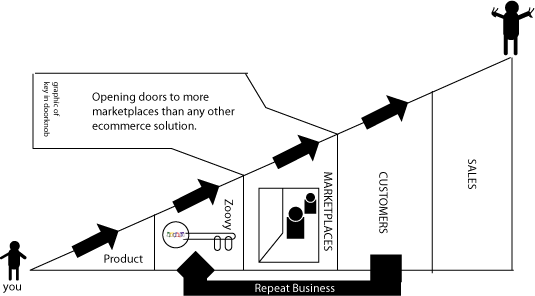 graphic of
key in doorknob
Opening doors to more
marketplaces than any other
ecommerce solution.
you
Product
Zoovy
MARKETPLACES
CUSTOMERS
SALES
Repeat Business